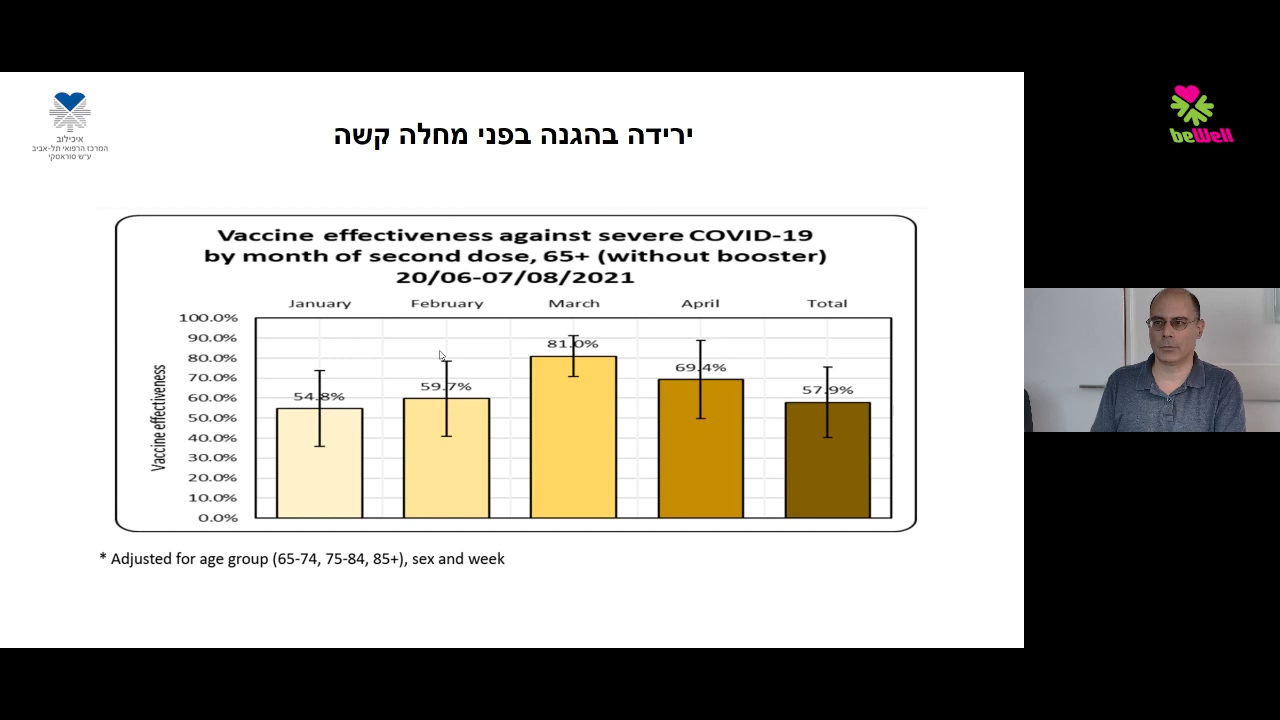 איכילוב
המרכז הרפואי תל-אביב
ע״ש סוראסקי
ירידה בהגנה בפני מחלה קשה
beWell
Vaccine effectiveness against severe COVID-19
by month of second dose, 65+ (without booster)
20/06-07/08/2021
January February March April Total
Vaccine effectiveness
100.0%
90.0%
80.0%
70.0%
60.0%
50.0%
40.0%
30.0%
20.0%
10.0%
0.0%
54.8%
59.7%
81.0%
69.4%
57.9%
* Adjusted for age group (65-74, 75-84, 85+), sex and week